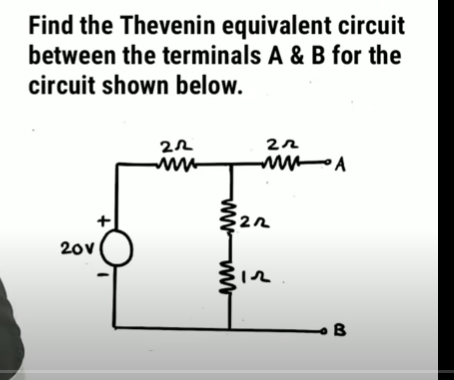 Find the Thevenin equivalent circuit
between the terminals A & B for the
circuit shown below.
2Ω 2Ω
A
+
2Ω
20V
-
1Ω
B